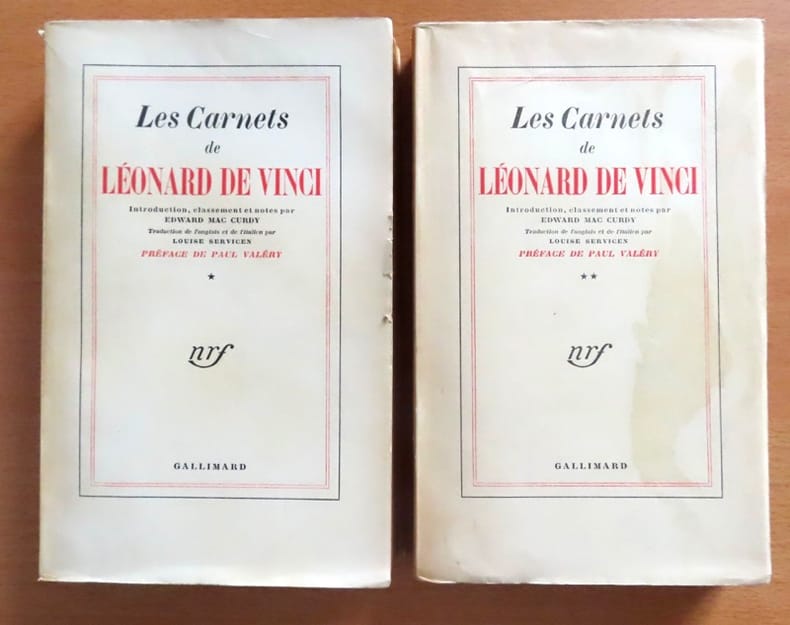 Les Carnets
de
LÉONARD DE VINCI
Introduction, classement et notes par
EDWARD MAC CURDY
Traduction de l'anglais et de l'italien par
LOUISE SERVICEN
PRÉFACE DE PAUL VALÉRY
★
nrf
GALLIMARD
Les Carnets
de
LÉONARD DE VINCI
Introduction, classement et notes par
EDWARD MAC CURDY
Traduction de l'anglais et de l'italien par
LOUISE SERVICEN
PRÉFACE DE PAUL VALÉRY
★★
nrf
GALLIMARD